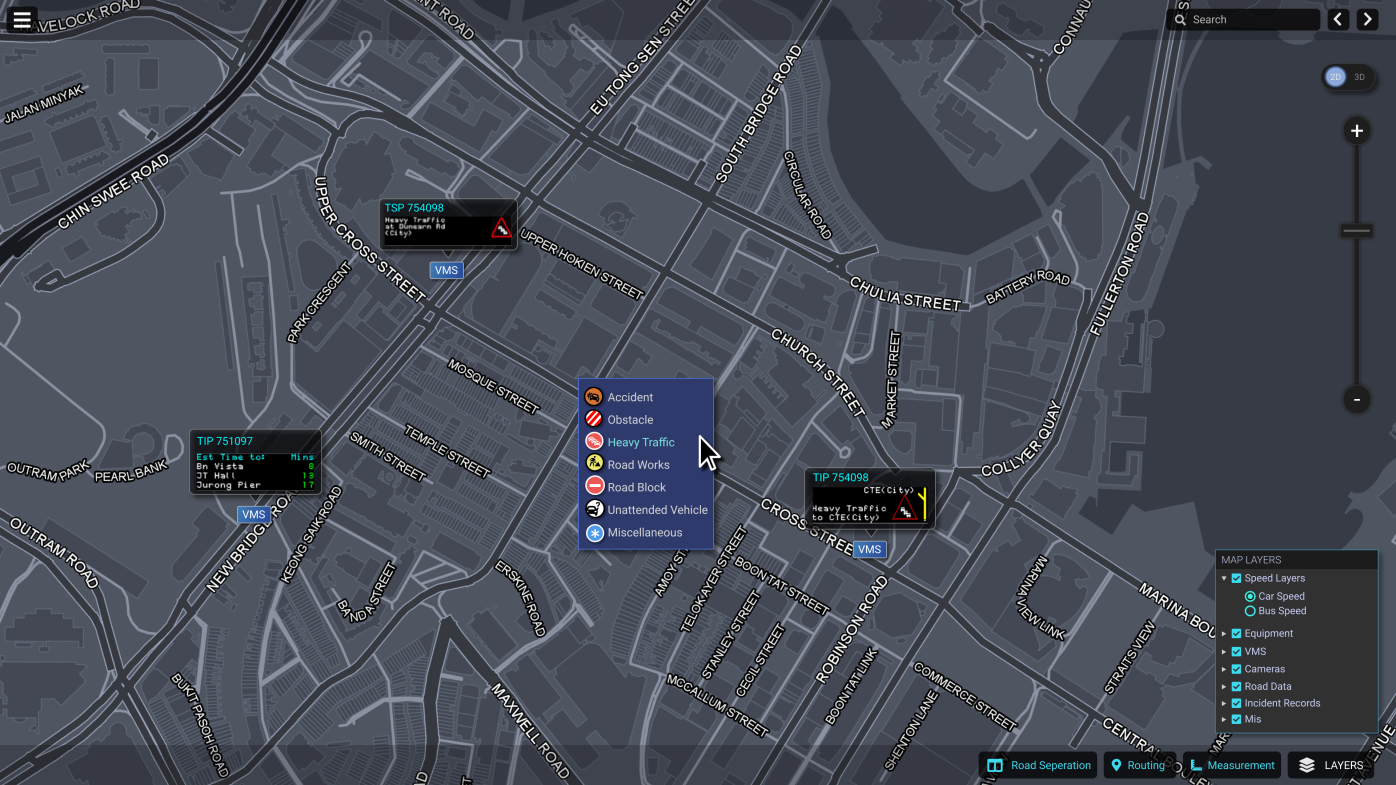 HAVELOCK ROAD
Search
2D
3D
JALAN MINYAK
EU TONG SEN STREET
SOUTH BRIDGE ROAD
CIRCULAR ROAD
CHIN SWEE ROAD
UPPER CROSS STREET
TSP 754098
Heavy Traffic
at Dunearn Rd
(City)
VMS
UPPER HOKIEN STREET
PARK CRESCENT
CHULIA STREET
BATTERY ROAD
FULLERTON ROAD
CHURCH STREET
MARKET STREET
MOSQUE STREET
TEMPLE STREET
SMITH STREET
+
-
Accident
Obstacle
Heavy Traffic
Road Works
Road Block
Unattended Vehicle
Miscellaneous
COLLYER QUAY
TIP 751097
Est Time to: Mins
Bn Vista 8
JT Hall 13
Jurong Pier 17
VMS
OUTRAM PARK
PEARL BANK
OUTRAM ROAD
NEW BRIDGE ROAD
KEONG SAIK ROAD
TIP 754098
CTE(City)
Heavy Traffic
to CTE(City)
VMS
CROSS STREET
AMOY ST
TELOK AYER STREET
BOON TAT STREET
STANLEY STREET
CECIL STREET
ERSKINE ROAD
BA NDA STREET
BUKIT PASOH ROAD
MAXWELL ROAD
MCCALLUM STREET
ROBINSON ROAD
BOON TAT LINK
SHENTON LANE
COMMERCE STREET
MARINA VIEW LINK
STRAITS VIEW
MARINA BOU
CENTRAL BOULE
MAP LAYERS
Speed Layers
Car Speed
Bus Speed
Equipment
VMS
Cameras
Road Data
Incident Records
Mis
Road Seperation
Routing
Measurement
LAYERS